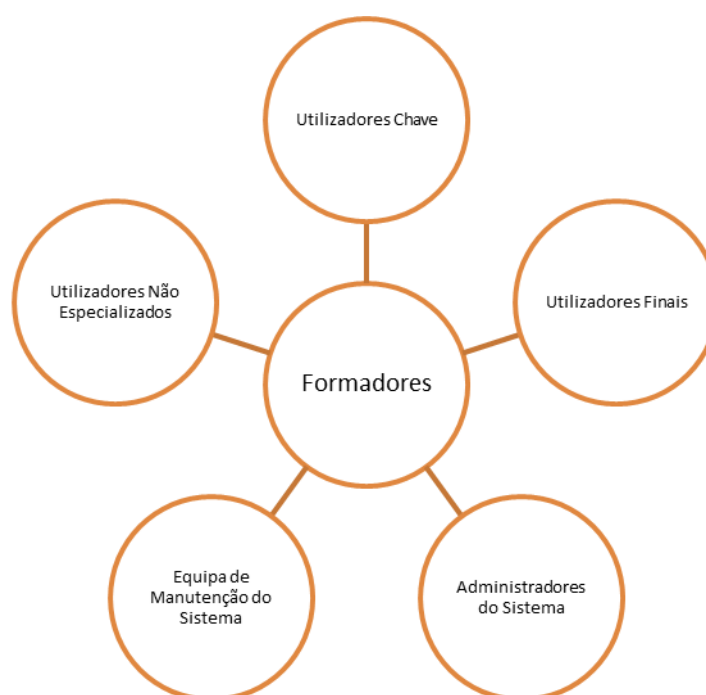 Utilizadores Chave
Utilizadores Não
Especializados
Utilizadores Finais
Formadores
Equipa de
Manutenção do
Sistema
Administradores
do Sistema